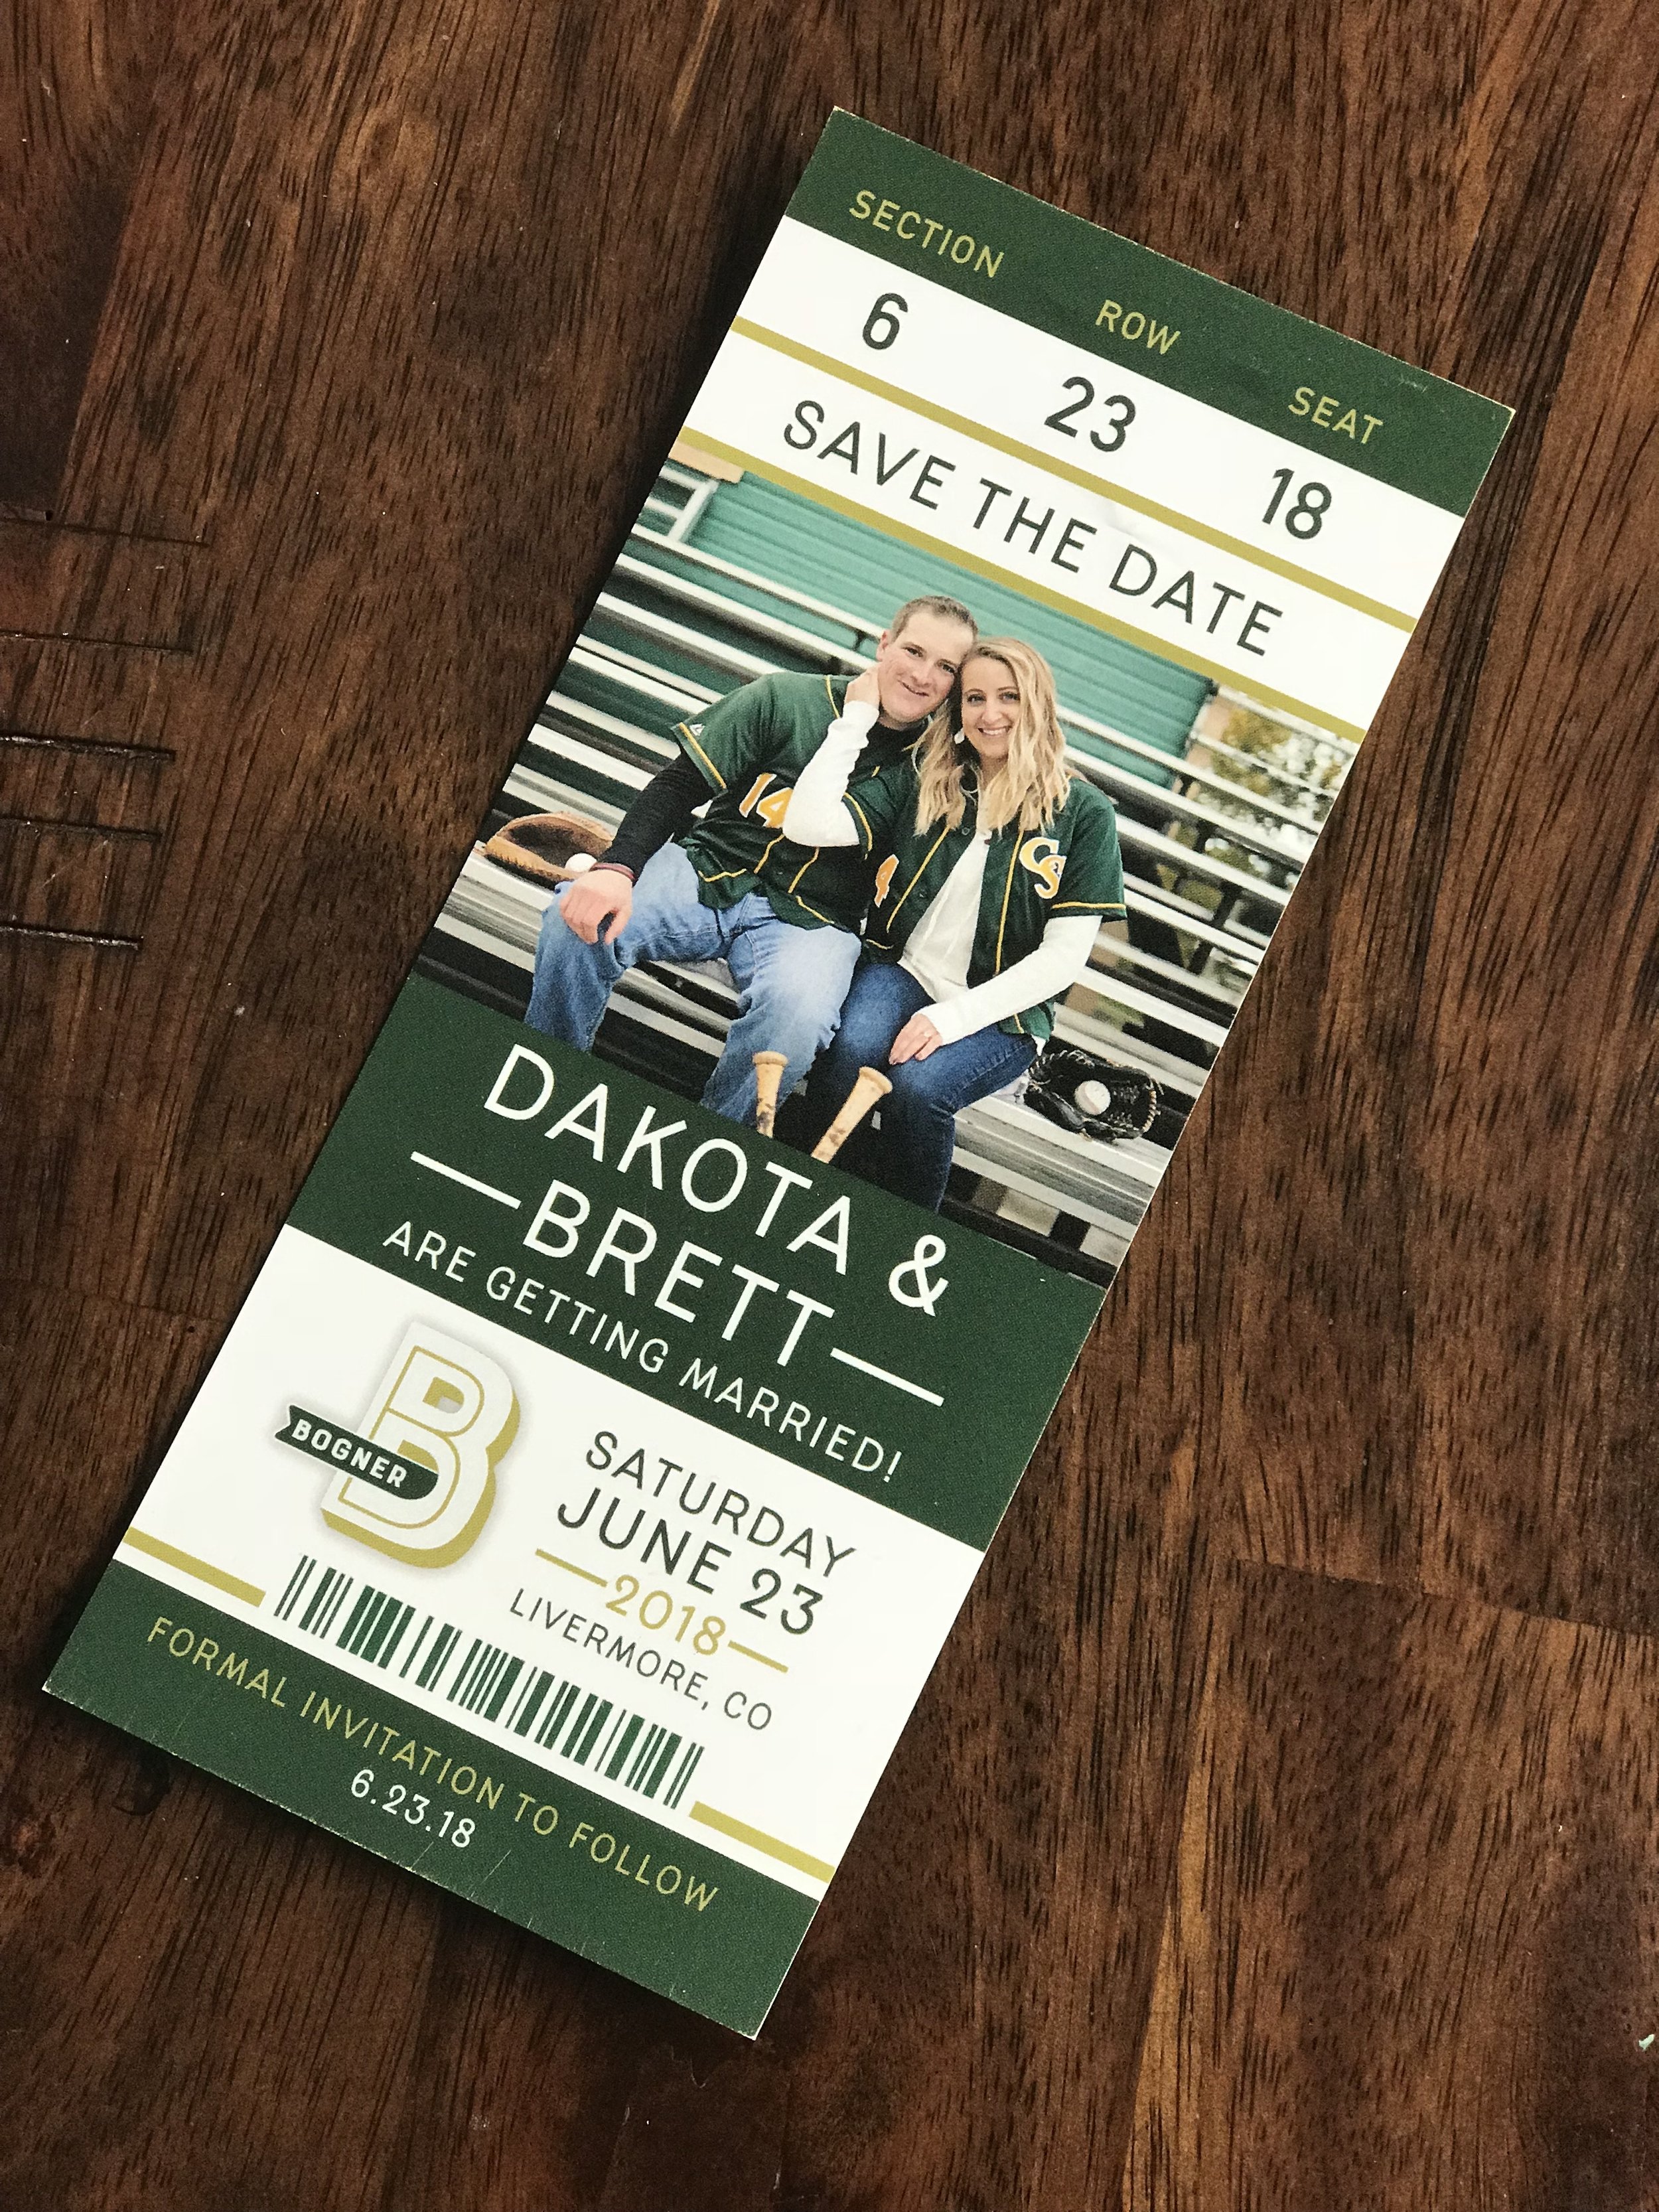 SECTION ROW SEAT
6 23 18
SAVE THE DATE
14
4
CS
DAKOTA &
BRETT
ARE GETTING MARRIED!
B
BOGNER
SATURDAY
JUNE 23
2018
LIVERMORE, CO
FORMAL INVITATION TO FOLLOW
6.23.18